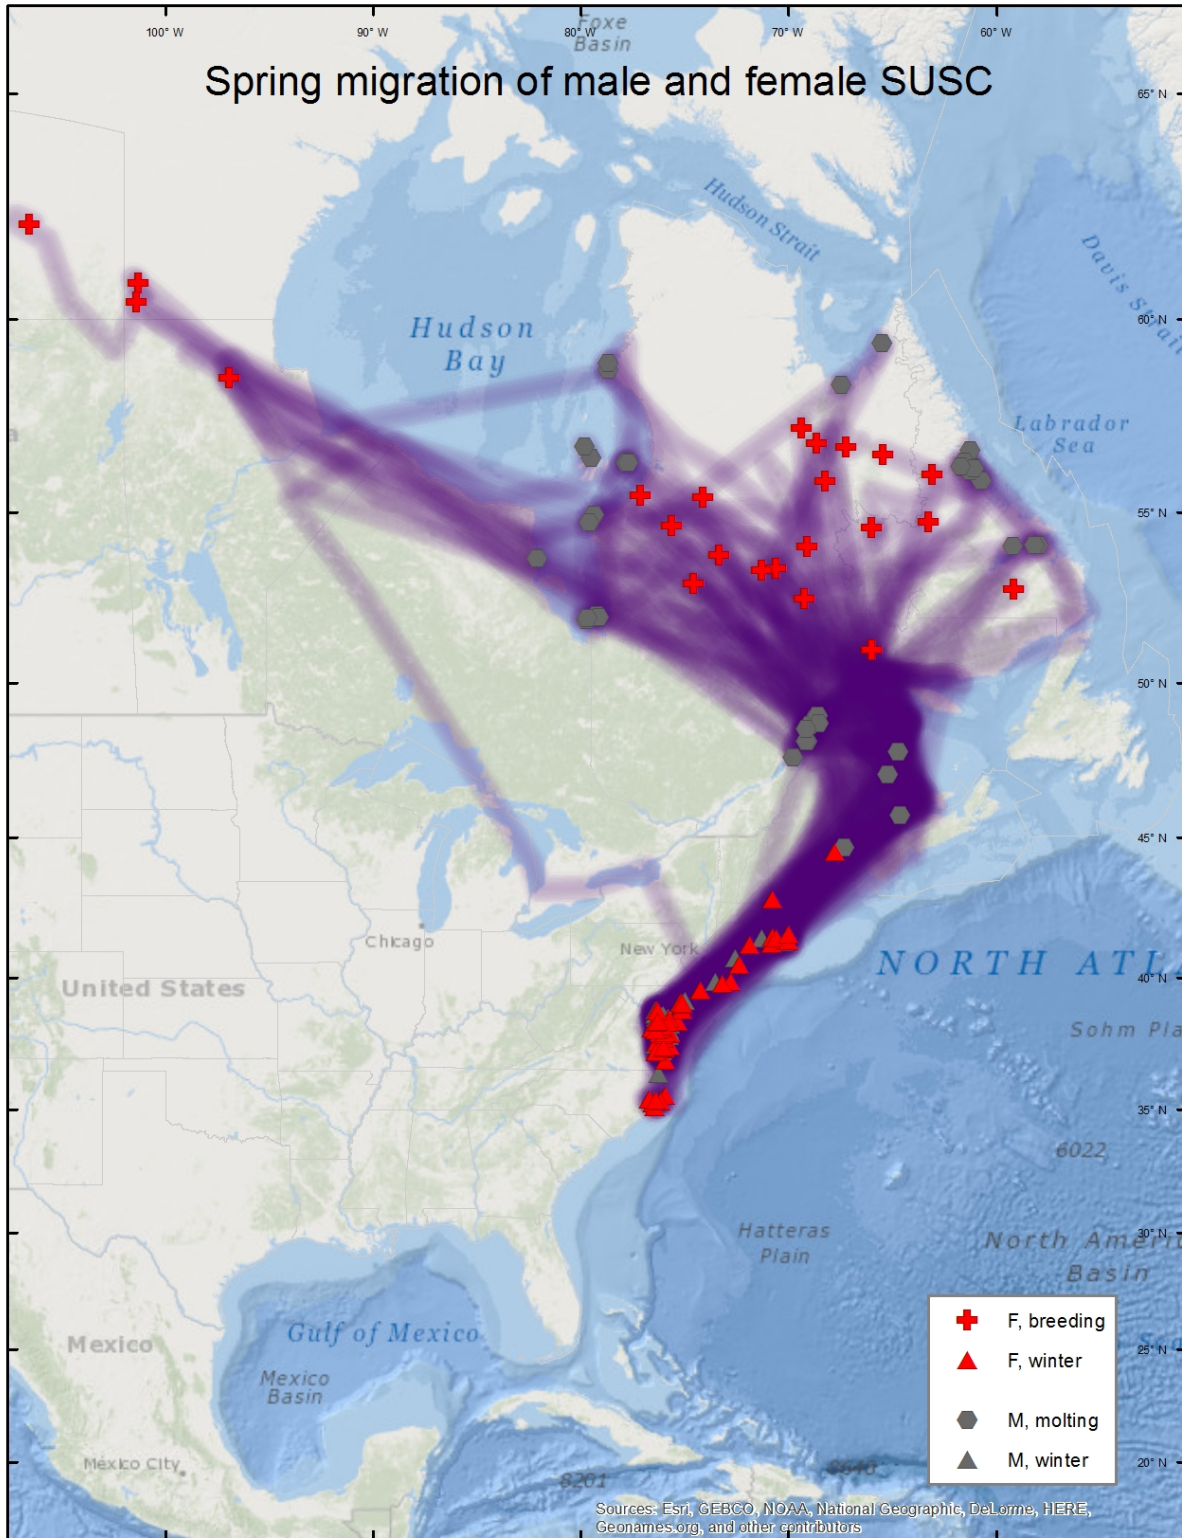 100° W
90° W
80° W
70° W
60° W
Foxe
Basin
Spring migration of male and female SUSC
65° N
Hudson Strait
Davis Strait
60° N
Hudson
Bay
Labrador
Sea
55° N
50° N
45° N
Chicago
New York
NORTH ATL
40° N
United States
Sohm Pla
35° N
6022
Hatteras
Plain
30° N
North Americ
Basin
Gulf of Mexico
Mexico
25° N
Sea
Mexico
Basin
F, breeding
F, winter
M, molting
M, winter
México City
20° N
8201
8648
Sources: Esri, GEBCO, NOAA, National Geographic, DeLorme, HERE,
Geonames.org, and other contributors